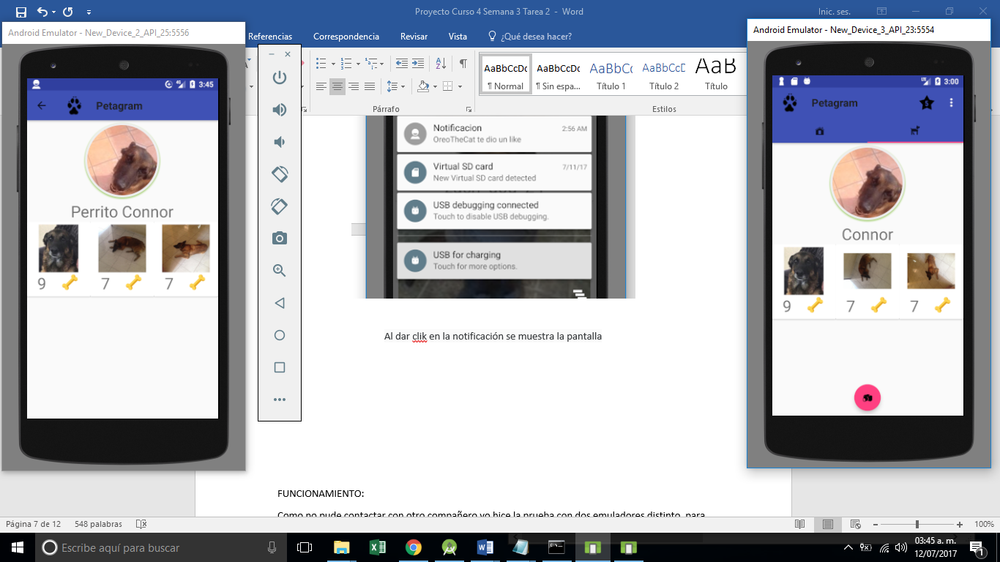 Proyecto Curso 4 Semana 3 Tarea 2 - Word
Inic. ses.
Referencias
Correspondencia
Revisar
Vista
¿Qué desea hacer?
Android Emulator - New_Device_2_API_25:5556
3:45
Petagram
Perrito Connor
9
7
7
AaBbCcDc
AaBbCcDc
AaBbCc
AaBbCcD
AaB
¶ Normal
¶ Sin espa...
Título 1
Título 2
Título
Párrafo
Estilos
Notificacion
2:56 AM
OreoTheCat te dio un like
Virtual SD card
7/11/17
New Virtual SD card detected
USB debugging connected
Touch to disable USB debugging.
USB for charging
Touch for more options.
Al dar clik en la notificación se muestra la pantalla
FUNCIONAMIENTO:
Como no pude contactar con otro compañero yo hice la prueba con dos emuladores distinto, para
Android Emulator - New_Device_3_API_23:5554
3:00
Petagram
5
Connor
9
7
7
Página 7 de 12
548 palabras
100%
Escribe aquí para buscar
03:45 a. m.
12/07/2017
1